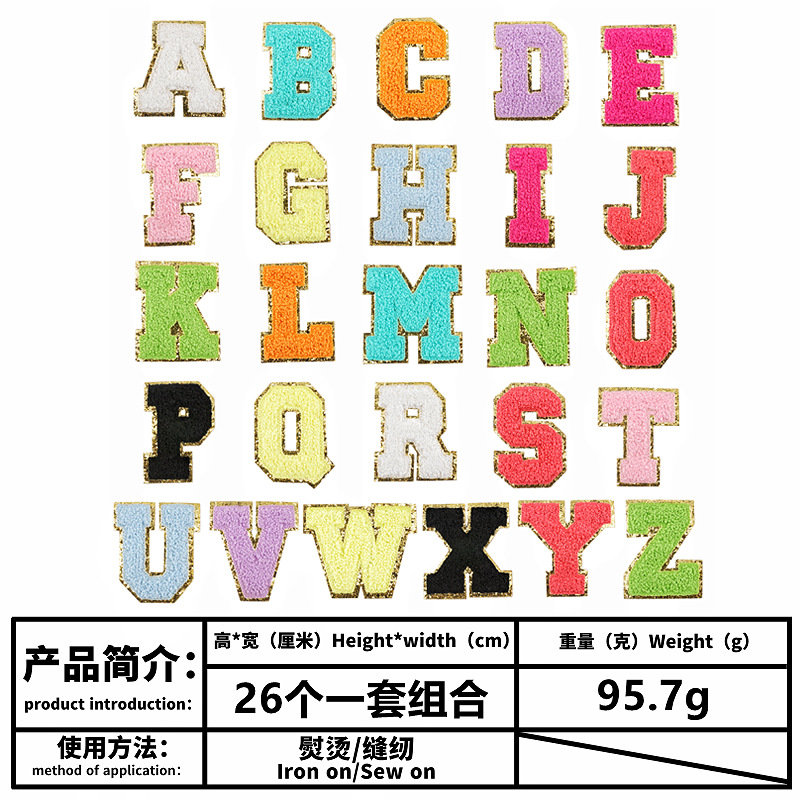 A B C D E
F G H I J
K L M N O
P Q R S T
U V W X Y Z
产品简介：
product introduction：
高*宽（厘米）Height*width（cm）
重量（克）Weight（g）
26个一套组合
95.7g
使用方法：
method of application：
熨烫/缝纫
Iron on/Sew on